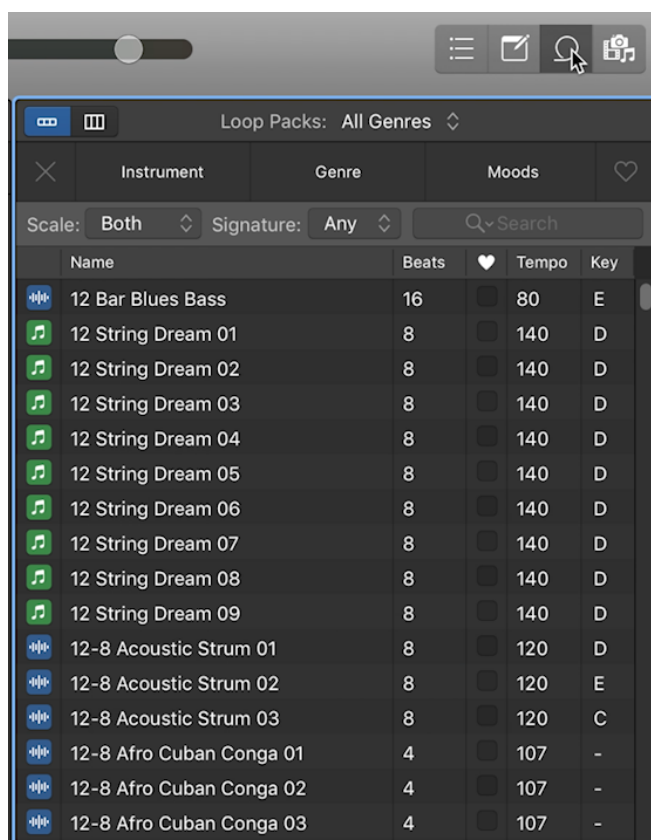 Loop Packs: All Genres
Instrument Genre Moods
Scale: Both Signature: Any Search
Name Beats Tempo Key
12 Bar Blues Bass 16 80 E
12 String Dream 01 8 140 D
12 String Dream 02 8 140 D
12 String Dream 03 8 140 D
12 String Dream 04 8 140 D
12 String Dream 05 8 140 D
12 String Dream 06 8 140 D
12 String Dream 07 8 140 D
12 String Dream 08 8 140 D
12 String Dream 09 8 140 D
12-8 Acoustic Strum 01 8 120 D
12-8 Acoustic Strum 02 8 120 E
12-8 Acoustic Strum 03 8 120 C
12-8 Afro Cuban Conga 01 4 107 -
12-8 Afro Cuban Conga 02 4 107 -
12-8 Afro Cuban Conga 03 4 107 -